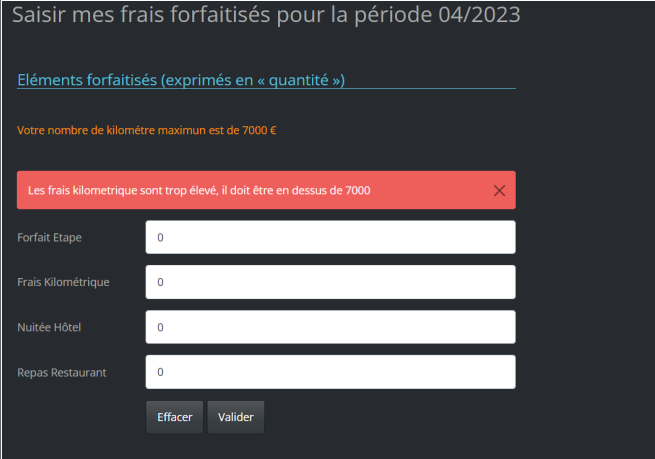 Saisir mes frais forfaitisés pour la période 04/2023
Eléments forfaitisés (exprimés en « quantité »)
Votre nombre de kilométre maximun est de 7000 €
Les frais kilometrique sont trop élevé, il doit être en dessus de 7000
Forfait Etape 0
Frais Kilométrique 0
Nuitée Hôtel 0
Repas Restaurant 0
Effacer Valider